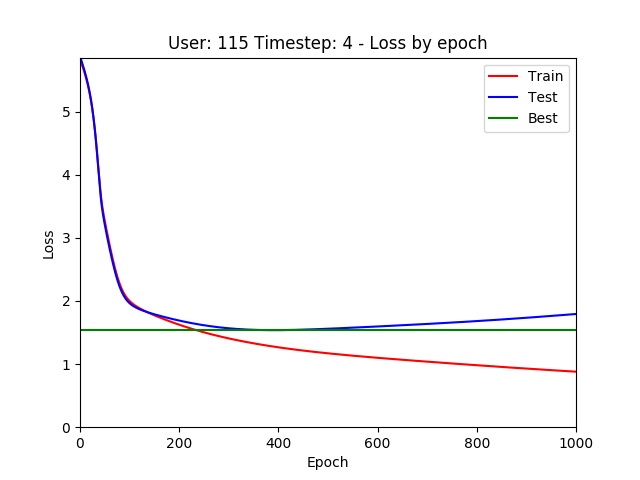 User: 115 Timestep: 4 - Loss by epoch
Train
Test
Best
Loss
5
4
3
2
1
0
0 200 400 600 800 1000
Epoch